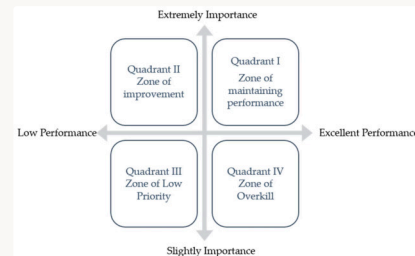 Extremely Importance
Quadrant II
Zone of
improvement
Quadrant I
Zone of
maintaining
performance
Low Performance
Excellent Performance
Quadrant III
Zone of Low
Priority
Quadrant IV
Zone of
Overkill
Slightly Importance